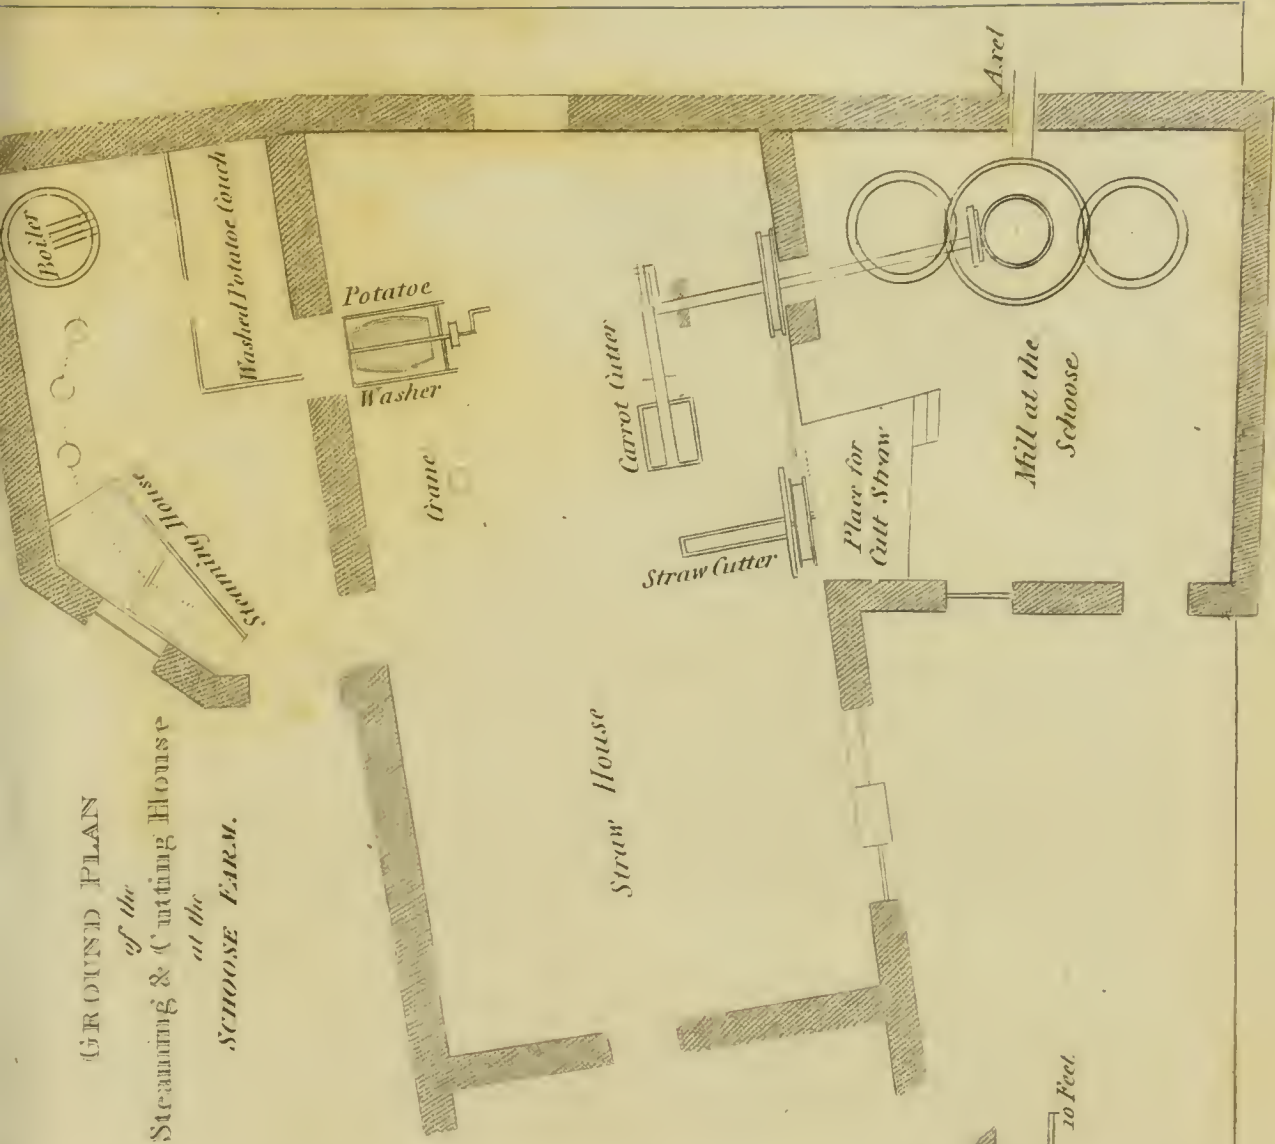 GROUND PLAN
of the
Steaming & Cutting House
at the
SCHOOSE FARM.
Boiler
Washed Potatoe Couch
Steaming House
Potatoe
Washer
Crane
Carrot Cutter
Straw Cutter
Straw House
Place for
Cutt Straw
Mill at the
Schoose
Axel
10 Feet